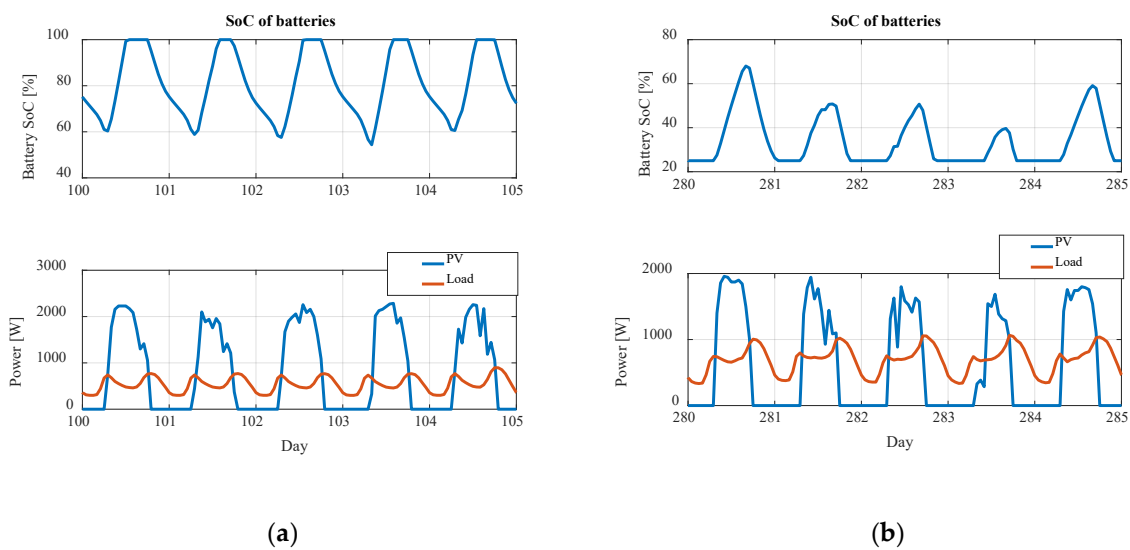 SoC of batteries
100
80
60
40
Battery SoC [%]
100 101 102 103 104 105
3000
2000
1000
0
Power [W]
PV
Load
100 101 102 103 104 105
Day
(a)
SoC of batteries
80
60
40
20
Battery SoC [%]
280 281 282 283 284 285
2000
1000
0
Power [W]
PV
Load
280 281 282 283 284 285
Day
(b)